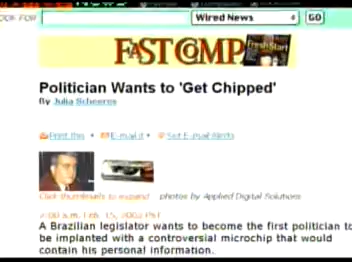 Wired News
GO
FAST COMP
Fresh Start
Politician Wants to 'Get Chipped'
By Julia Scheeres
Print this • E-mail it • Set E-mail Alerts
Click thumbnails to expand photos by Applied Digital Solutions
2:00 a.m. Feb. 15, 2002 PST
A Brazilian legislator wants to become the first politician to
be implanted with a controversial microchip that would
contain his personal information.